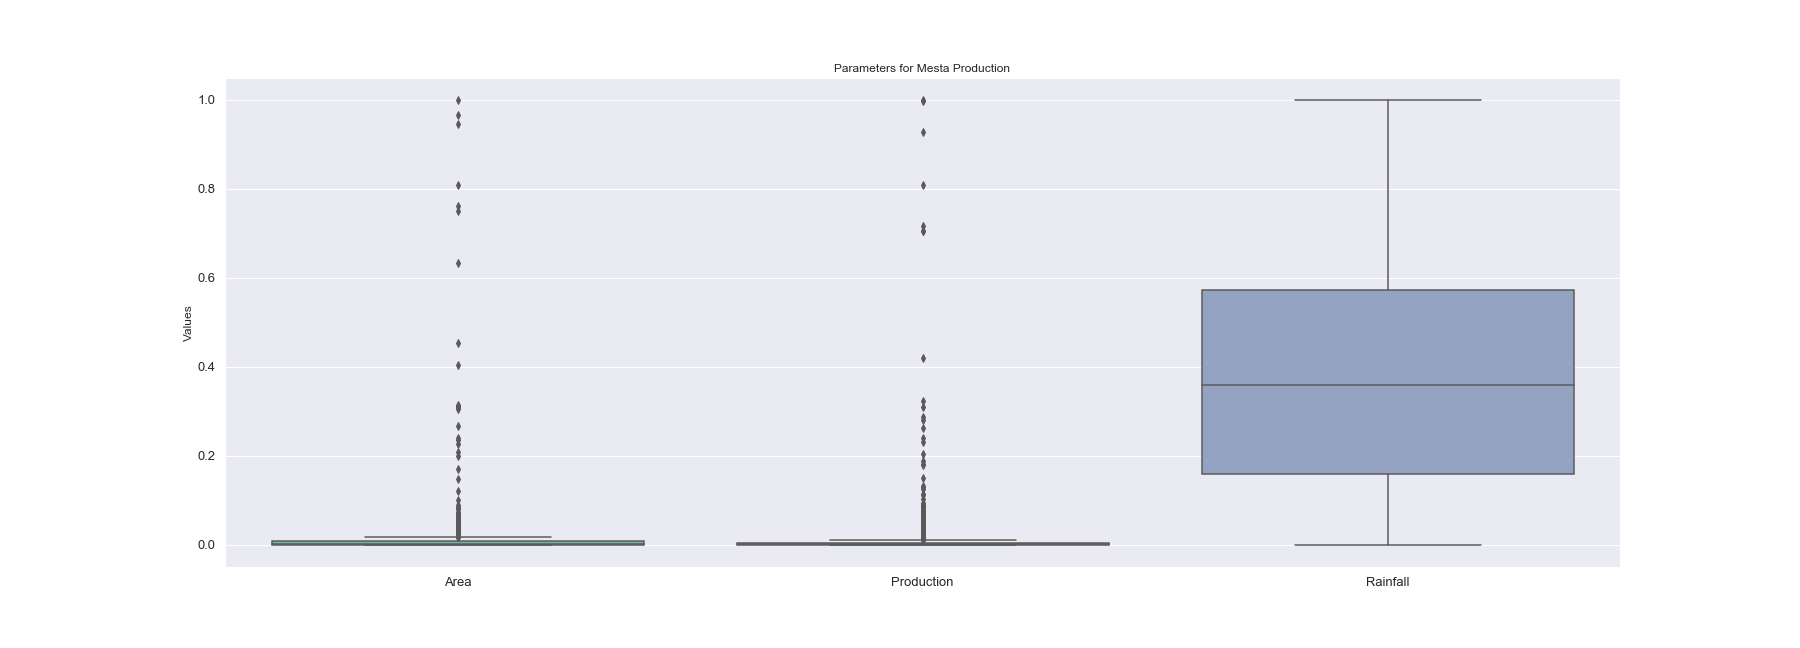 Parameters for Mesta Production
1.0
0.8
0.6
0.4
0.2
0.0
Values
Area
Production
Rainfall